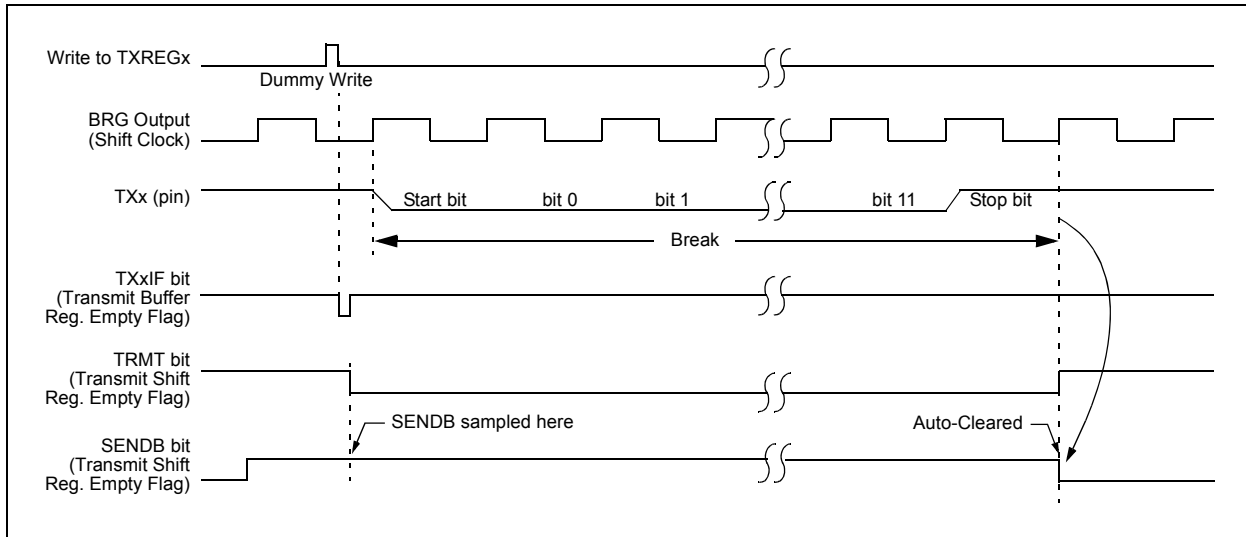 Write to TXREGx
Dummy Write
BRG Output
(Shift Clock)
TXx (pin)
Start bit bit 0 bit 1 bit 11 Stop bit
Break
TXxIF bit
(Transmit Buffer
Reg. Empty Flag)
TRMT bit
(Transmit Shift
Reg. Empty Flag)
SENDB sampled here Auto-Cleared
SENDB bit
(Transmit Shift
Reg. Empty Flag)